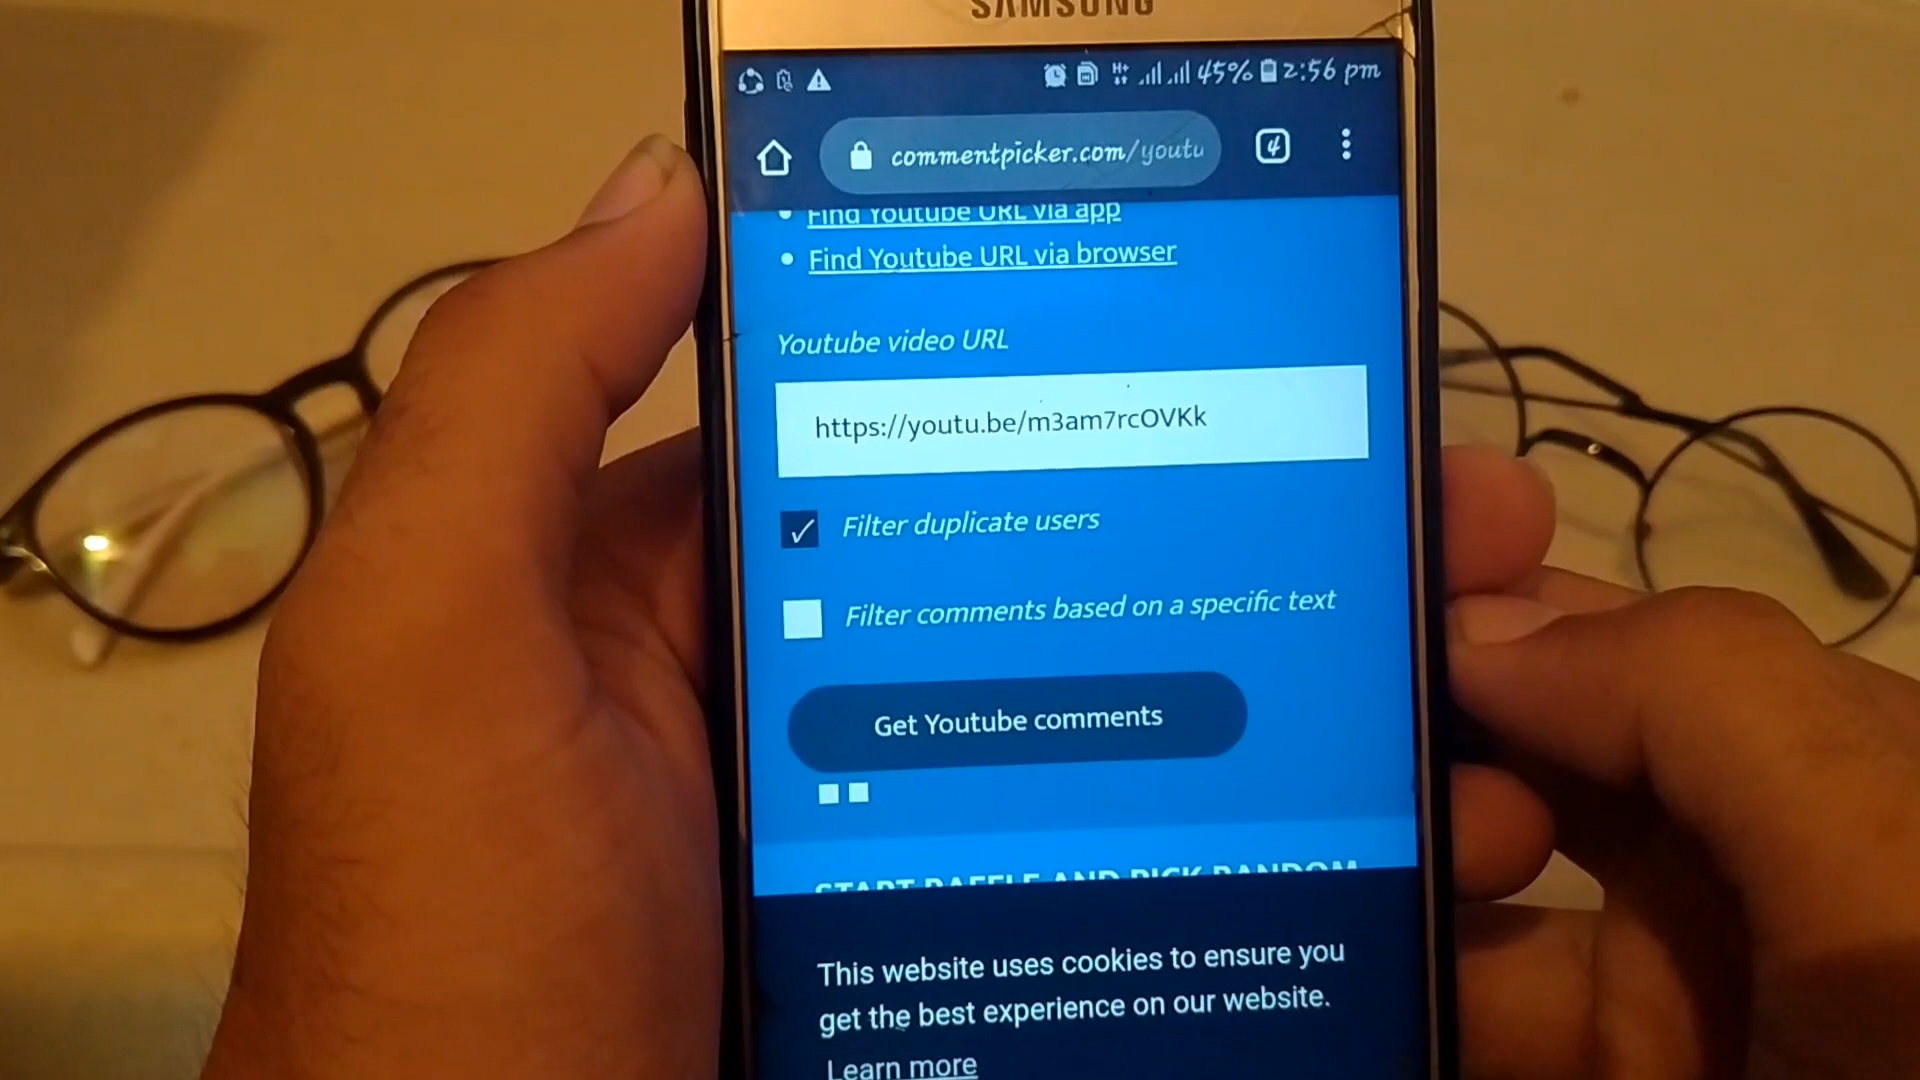 SAMSUNG
45% 2:56 pm
commentpicker.com/youtu
4
Find Youtube URL via app
Find Youtube URL via browser
Youtube video URL
https://youtu.be/m3am7rcOVKk
Filter duplicate users
Filter comments based on a specific text
Get Youtube comments
START RAFFLE AND PICK RANDOM
This website uses cookies to ensure you
get the best experience on our website.
Learn more